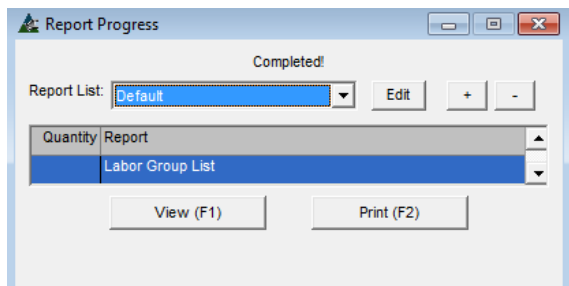 Report Progress
Completed!
Report List: Default Edit + -
Quantity Report
Labor Group List
View (F1) Print (F2)